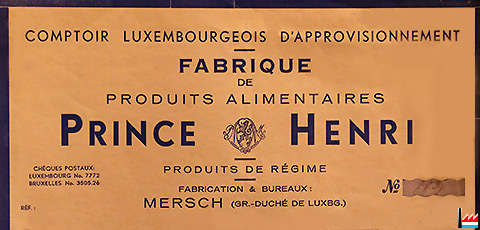 COMPTOIR LUXEMBOURGEOIS D'APPROVISIONNEMENT
FABRIQUE
DE
PRODUITS ALIMENTAIRES
PRINCE HENRI
PRODUITS DE RÉGIME
CHÈQUES POSTAUX:
LUXEMBOURG No. 7772
BRUXELLES No. 3505.26
FABRICATION & BUREAUX:
MERSCH (GR.-DUCHÉ DE LUXBG.)
No
RÉF. :